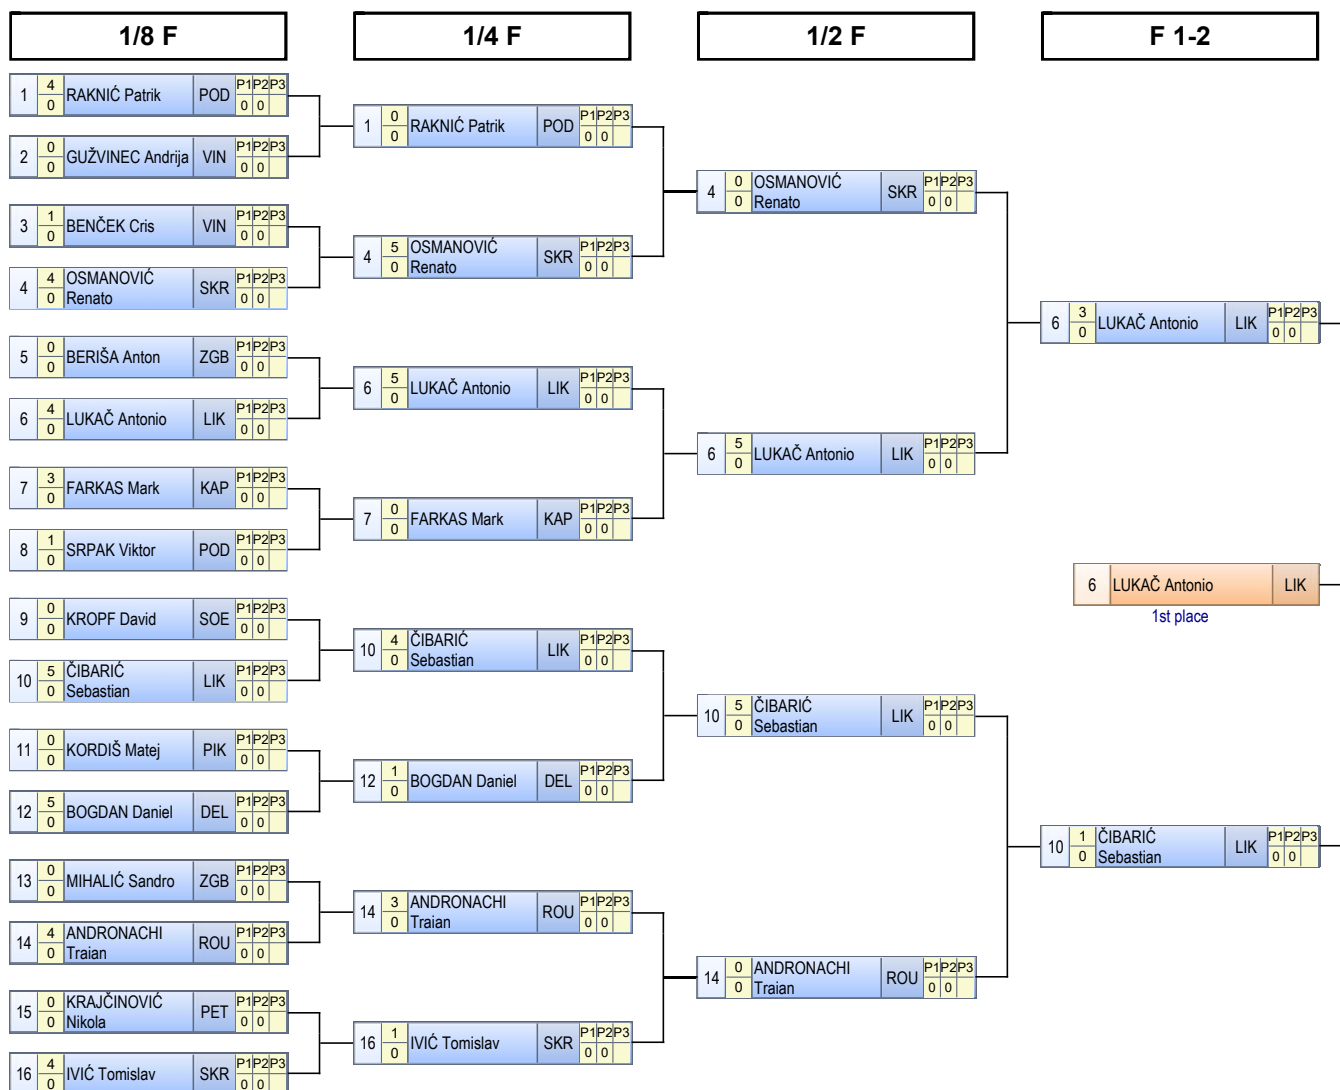 1/8 F
1/4 F
1/2 F
F 1-2
1 4 0 RAKNIĆ Patrik POD P1 P2 P3 0 0
2 0 0 GUŽVINEC Andrija VIN P1 P2 P3 0 0
3 1 0 BENČEK Cris VIN P1 P2 P3 0 0
4 4 0 OSMANOVIĆ
Renato SKR P1 P2 P3 0 0
5 0 0 BERIŠA Anton ZGB P1 P2 P3 0 0
6 4 0 LUKAČ Antonio LIK P1 P2 P3 0 0
7 3 0 FARKAS Mark KAP P1 P2 P3 0 0
8 1 0 SRPAK Viktor POD P1 P2 P3 0 0
9 0 0 KROPF David SOE P1 P2 P3 0 0
10 5 0 ČIBARIĆ
Sebastian LIK P1 P2 P3 0 0
11 0 0 KORDIŠ Matej PIK P1 P2 P3 0 0
12 5 0 BOGDAN Daniel DEL P1 P2 P3 0 0
13 0 0 MIHALIĆ Sandro ZGB P1 P2 P3 0 0
14 4 0 ANDRONACHI
Traian ROU P1 P2 P3 0 0
15 0 0 KRAJČINOVIĆ
Nikola PET P1 P2 P3 0 0
16 4 0 IVIĆ Tomislav SKR P1 P2 P3 0 0
1 0 0 RAKNIĆ Patrik POD P1 P2 P3 0 0
4 5 0 OSMANOVIĆ
Renato SKR P1 P2 P3 0 0
6 5 0 LUKAČ Antonio LIK P1 P2 P3 0 0
7 0 0 FARKAS Mark KAP P1 P2 P3 0 0
10 4 0 ČIBARIĆ
Sebastian LIK P1 P2 P3 0 0
12 1 0 BOGDAN Daniel DEL P1 P2 P3 0 0
14 3 0 ANDRONACHI
Traian ROU P1 P2 P3 0 0
16 1 0 IVIĆ Tomislav SKR P1 P2 P3 0 0
4 0 0 OSMANOVIĆ
Renato SKR P1 P2 P3 0 0
6 5 0 LUKAČ Antonio LIK P1 P2 P3 0 0
10 5 0 ČIBARIĆ
Sebastian LIK P1 P2 P3 0 0
14 0 0 ANDRONACHI
Traian ROU P1 P2 P3 0 0
6 3 0 LUKAČ Antonio LIK P1 P2 P3 0 0
6 LUKAČ Antonio LIK
1st place
10 1 0 ČIBARIĆ
Sebastian LIK P1 P2 P3 0 0